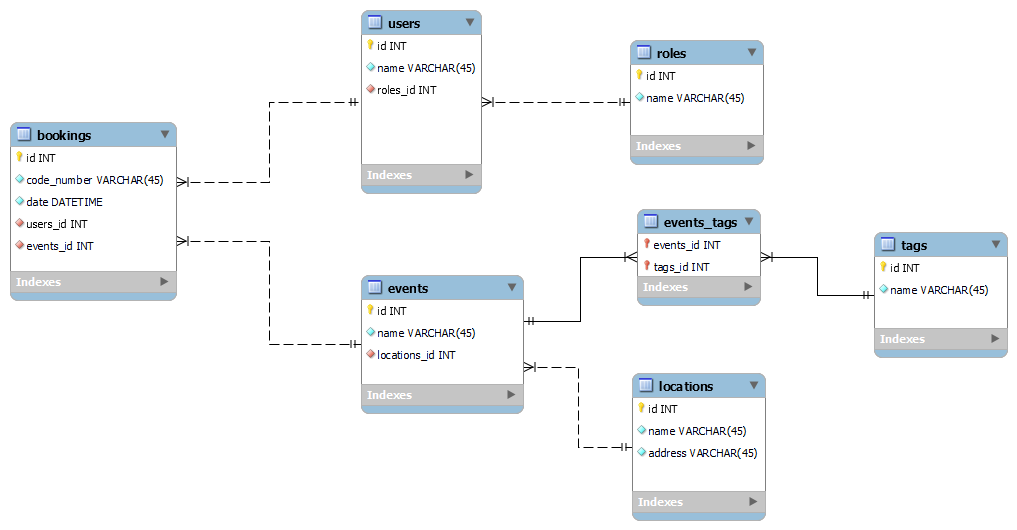 users
id INT
name VARCHAR(45)
roles_id INT
Indexes
roles
id INT
name VARCHAR(45)
Indexes
bookings
id INT
code_number VARCHAR(45)
date DATETIME
users_id INT
events_id INT
Indexes
events
id INT
name VARCHAR(45)
locations_id INT
Indexes
events_tags
events_id INT
tags_id INT
Indexes
tags
id INT
name VARCHAR(45)
Indexes
locations
id INT
name VARCHAR(45)
address VARCHAR(45)
Indexes